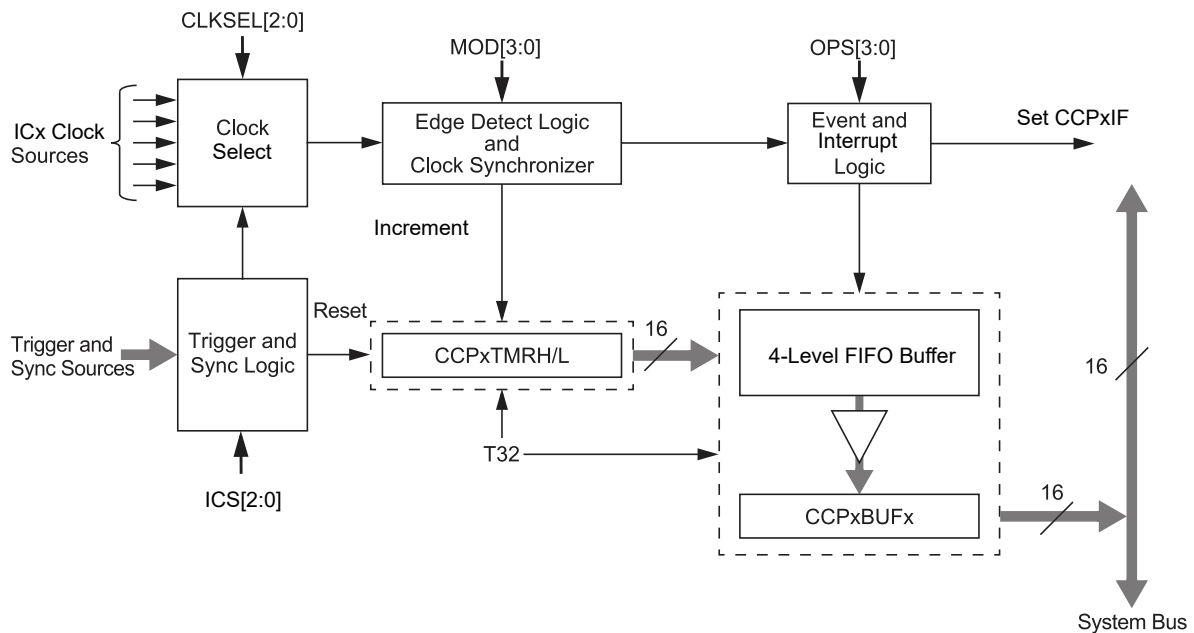 CLKSEL[2:0]
MOD[3:0]
OPS[3:0]
ICx Clock
Sources
Clock
Select
Edge Detect Logic
and
Clock Synchronizer
Event and
Interrupt
Logic
Set CCPxIF
Increment
Reset
Trigger and
Sync Sources
Trigger and
Sync Logic
CCPxTMRH/L
16
4-Level FIFO Buffer
16
T32
ICS[2:0]
CCPxBUFx
16
System Bus